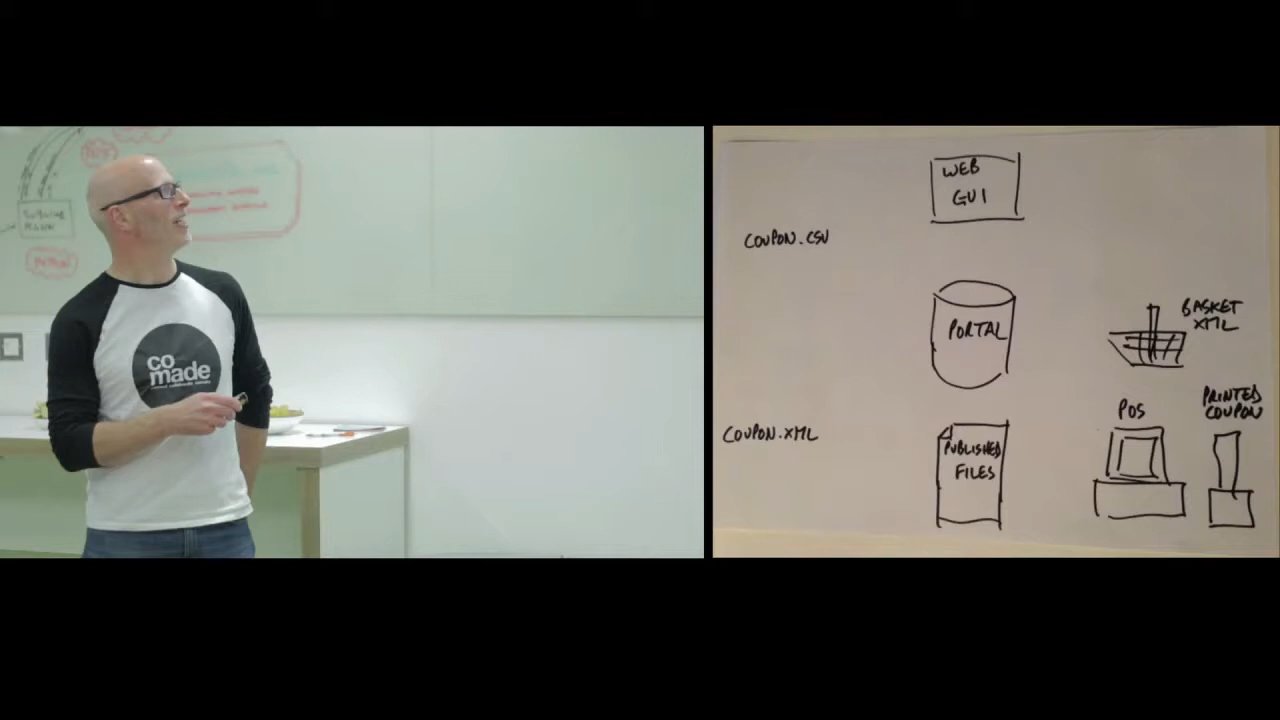 co
made
WEB
GUI
COUPON.CSV
PORTAL
BASKET
XML
POS
PRINTED
COUPON
COUPON.XML
PUBLISHED
FILES